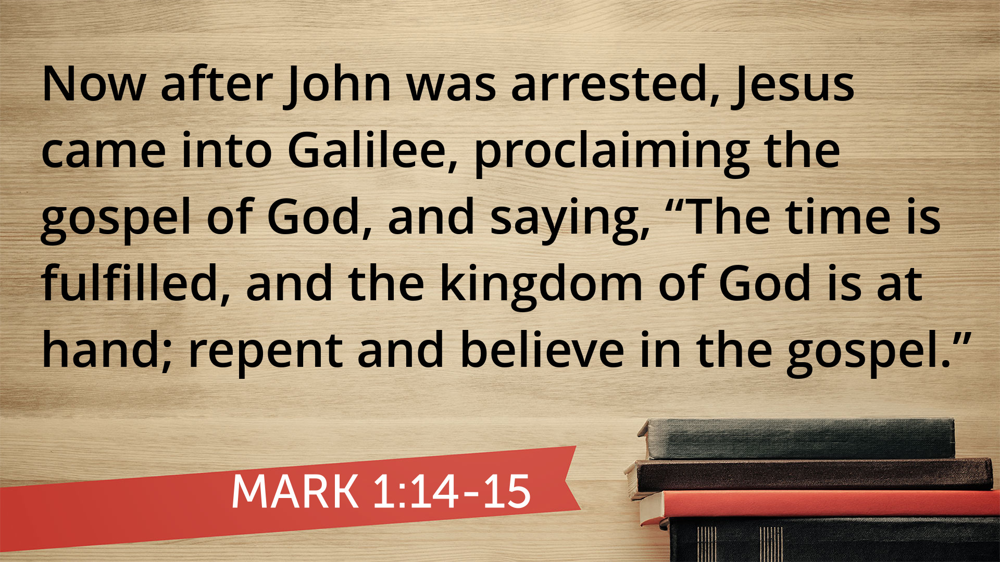 Now after John was arrested, Jesus
came into Galilee, proclaiming the
gospel of God, and saying, “The time is
fulfilled, and the kingdom of God is at
hand; repent and believe in the gospel.”
MARK 1:14-15